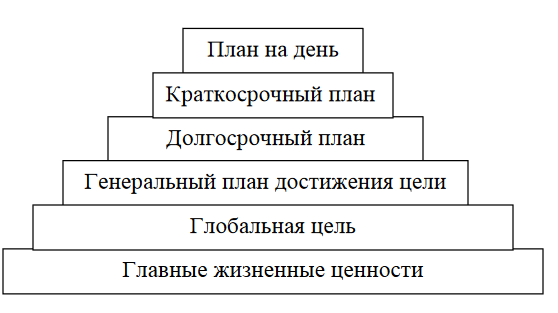 План на день
Краткосрочный план
Долгосрочный план
Генеральный план достижения цели
Глобальная цель
Главные жизненные ценности